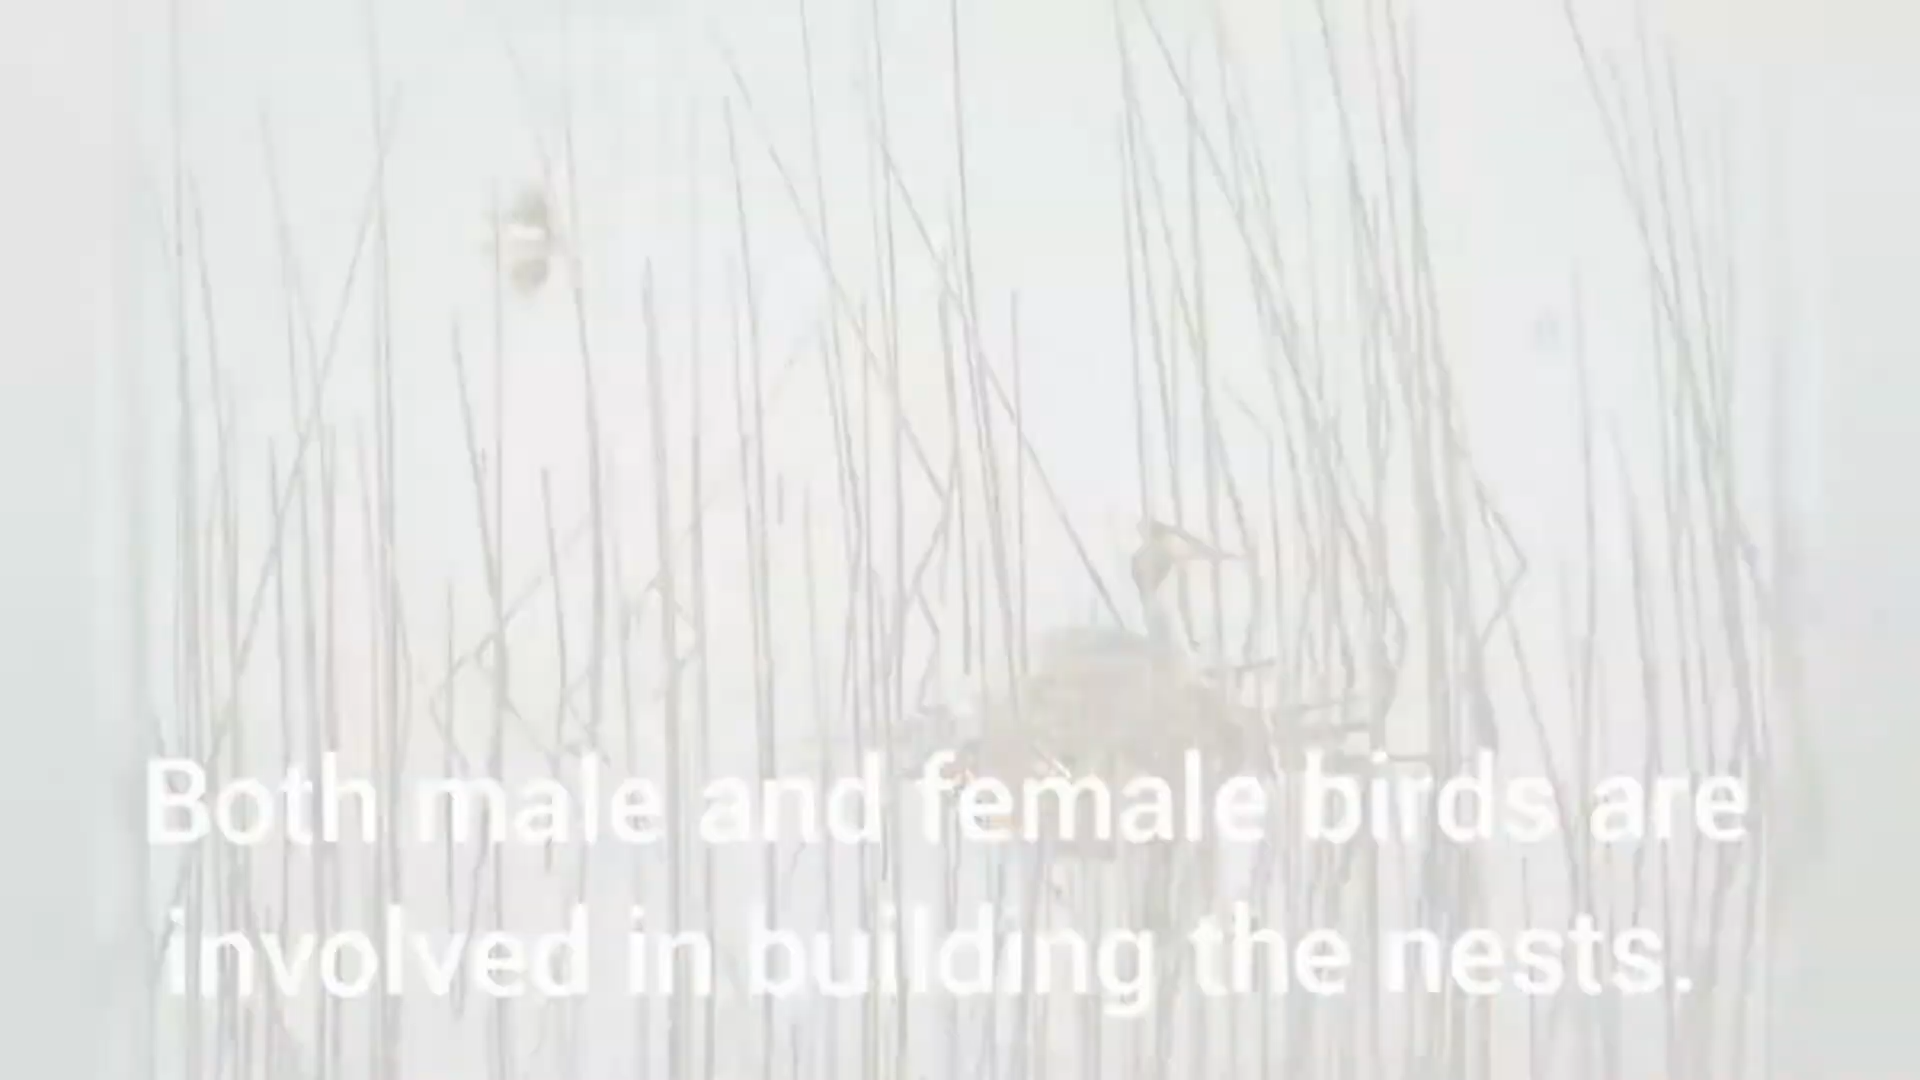 Both male and female birds are
involved in building the nests.